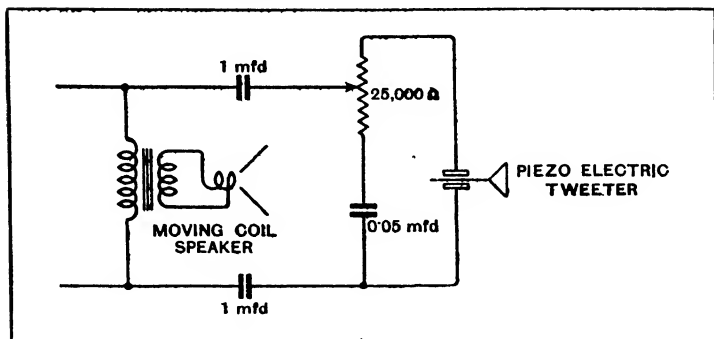 1 mfd
25,000 Ω
PIEZO ELECTRIC
TWEETER
MOVING COIL
SPEAKER
0·05 mfd
1 mfd